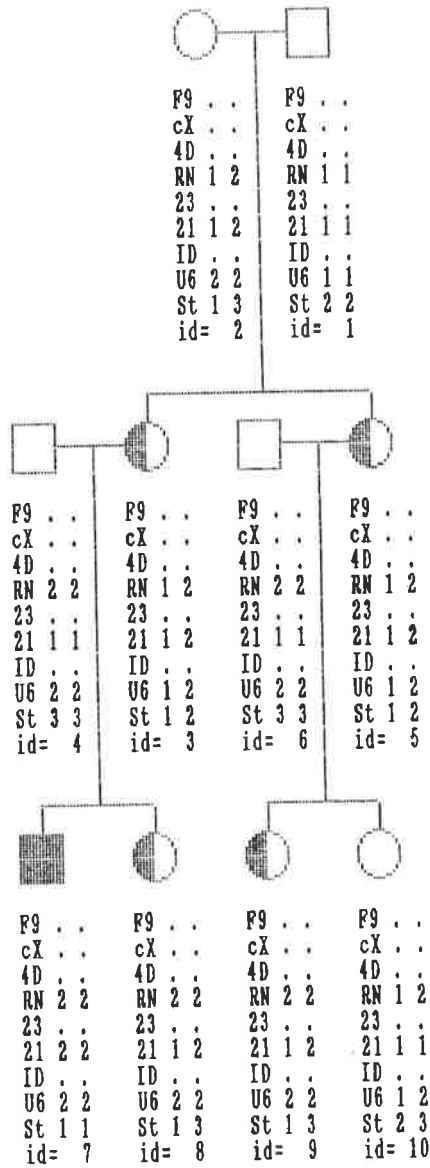 F9 . . F9 . .
cX . . cX . .
4D . . 4D . .
RN 1 2 RN 1 1
23 . . 23 . .
21 1 2 21 1 1
ID . . ID . .
U6 2 2 U6 1 1
St 1 3 St 2 2
id= 2 id= 1
F9 . . F9 . . F9 . . F9 . .
cX . . cX . . cX . . cX . .
4D . . 4D . . 4D . . 4D . .
RN 2 2 RN 1 2 RN 2 2 RN 1 2
23 . . 23 . . 23 . . 23 . .
21 1 1 21 1 2 21 1 1 21 1 2
ID . . ID . . ID . . ID . .
U6 2 2 U6 1 2 U6 2 2 U6 1 2
St 3 3 St 1 2 St 3 3 St 1 2
id= 4 id= 3 id= 6 id= 5
F9 . . F9 . . F9 . . F9 . .
cX . . cX . . cX . . cX . .
4D . . 4D . . 4D . . 4D . .
RN 2 2 RN 2 2 RN 2 2 RN 1 2
23 . . 23 . . 23 . . 23 . .
21 2 2 21 1 2 21 1 2 21 1 1
ID . . ID . . ID . . ID . .
U6 2 2 U6 2 2 U6 2 2 U6 1 2
St 1 1 St 1 3 St 1 3 St 2 3
id= 7 id= 8 id= 9 id= 10